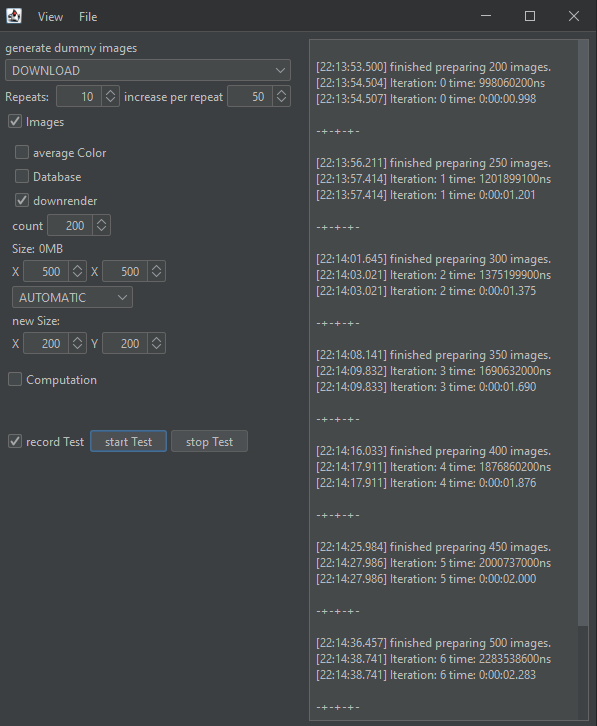 View File
generate dummy images
DOWNLOAD
Repeats: 10 increase per repeat 50
Images
average Color
Database
downrender
count 200
Size: 0MB
X 500 X 500
AUTOMATIC
new Size:
X 200 Y 200
Computation
record Test start Test stop Test
[22:13:53.500] finished preparing 200 images.
[22:13:54.504] Iteration: 0 time: 998060200ns
[22:13:54.507] Iteration: 0 time: 0:00:00.998
-+-+-+-
[22:13:56.211] finished preparing 250 images.
[22:13:57.414] Iteration: 1 time: 1201899100ns
[22:13:57.414] Iteration: 1 time: 0:00:01.201
-+-+-+-
[22:14:01.645] finished preparing 300 images.
[22:14:03.021] Iteration: 2 time: 1375199900ns
[22:14:03.021] Iteration: 2 time: 0:00:01.375
-+-+-+-
[22:14:08.141] finished preparing 350 images.
[22:14:09.832] Iteration: 3 time: 1690632000ns
[22:14:09.833] Iteration: 3 time: 0:00:01.690
-+-+-+-
[22:14:16.033] finished preparing 400 images.
[22:14:17.911] Iteration: 4 time: 1876860200ns
[22:14:17.911] Iteration: 4 time: 0:00:01.876
-+-+-+-
[22:14:25.984] finished preparing 450 images.
[22:14:27.986] Iteration: 5 time: 2000737000ns
[22:14:27.986] Iteration: 5 time: 0:00:02.000
-+-+-+-
[22:14:36.457] finished preparing 500 images.
[22:14:38.741] Iteration: 6 time: 2283538600ns
[22:14:38.741] Iteration: 6 time: 0:00:02.283
-+-+-+-